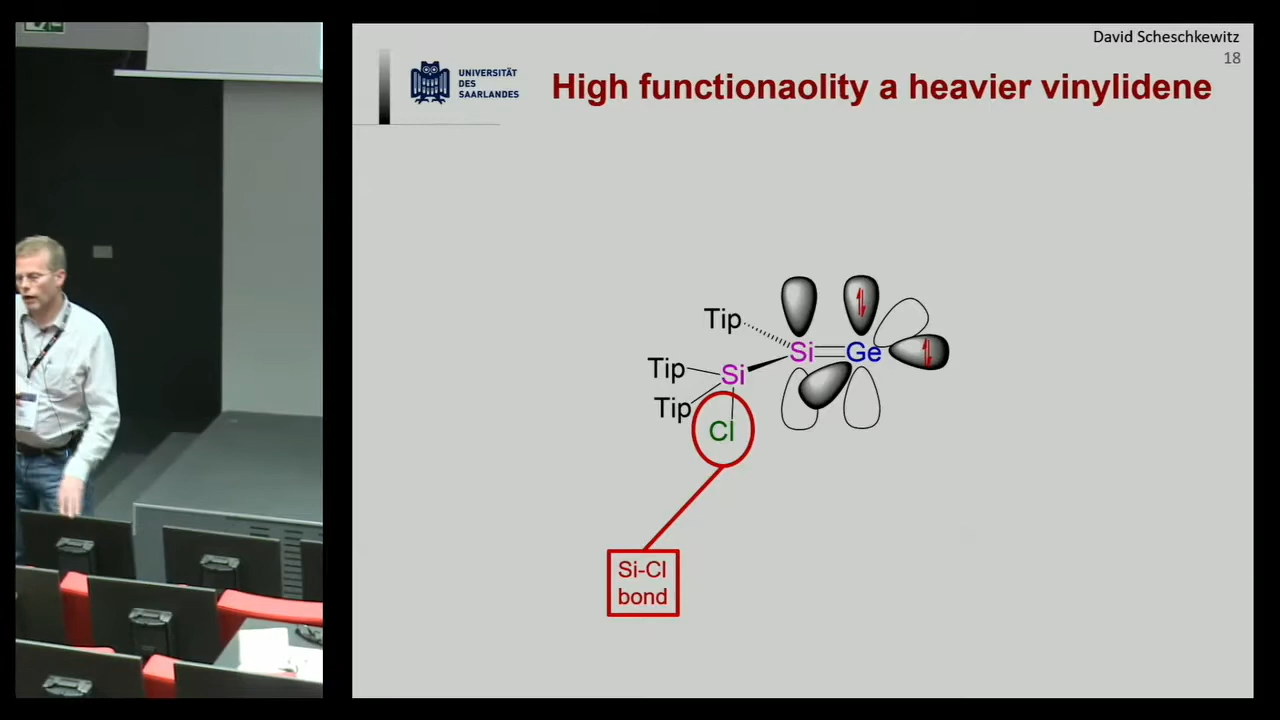 David Scheschkewitz
18
UNIVERSITÄT
DES
SAARLANDES
High functionaolity a heavier vinylidene
Tip
Si=Ge
Tip
Si
Tip
Cl
Si-Cl
bond